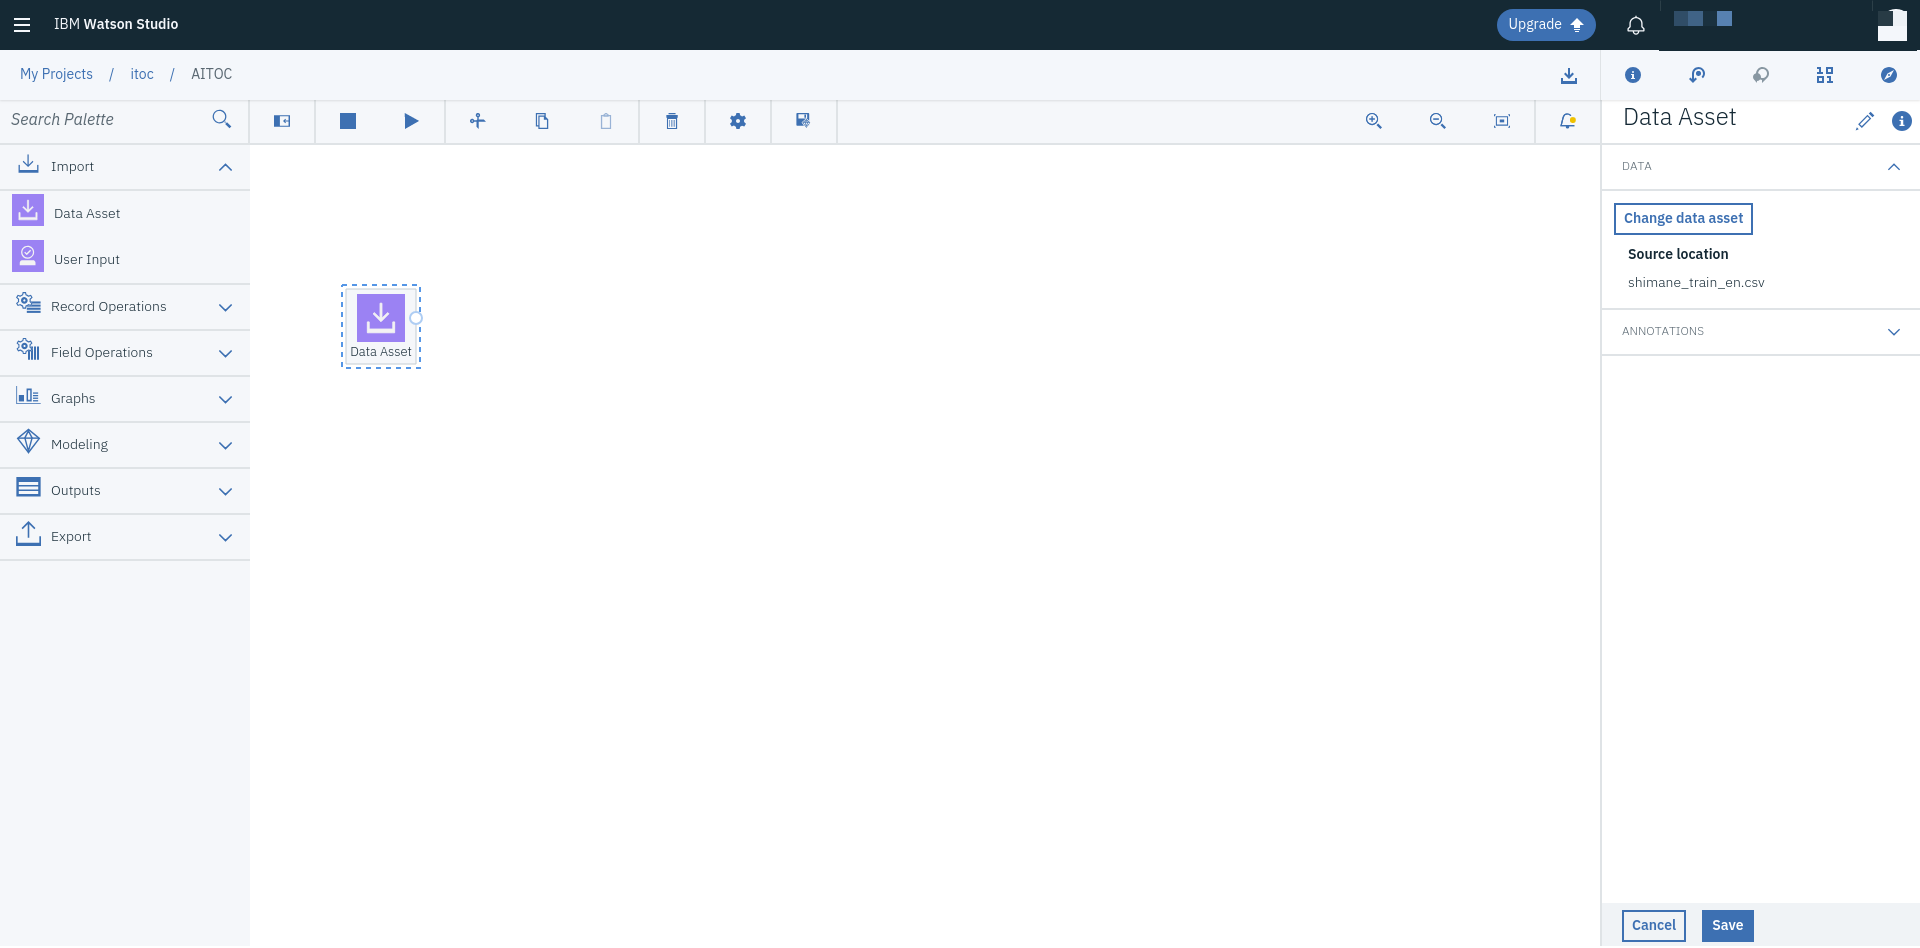 IBM Watson Studio
Upgrade
My Projects / itoc / AITOC
Search Palette
Import
Data Asset
User Input
Record Operations
Field Operations
Graphs
Modeling
Outputs
Export
Data Asset
Data Asset
DATA
Change data asset
Source location
shimane_train_en.csv
ANNOTATIONS
Cancel
Save